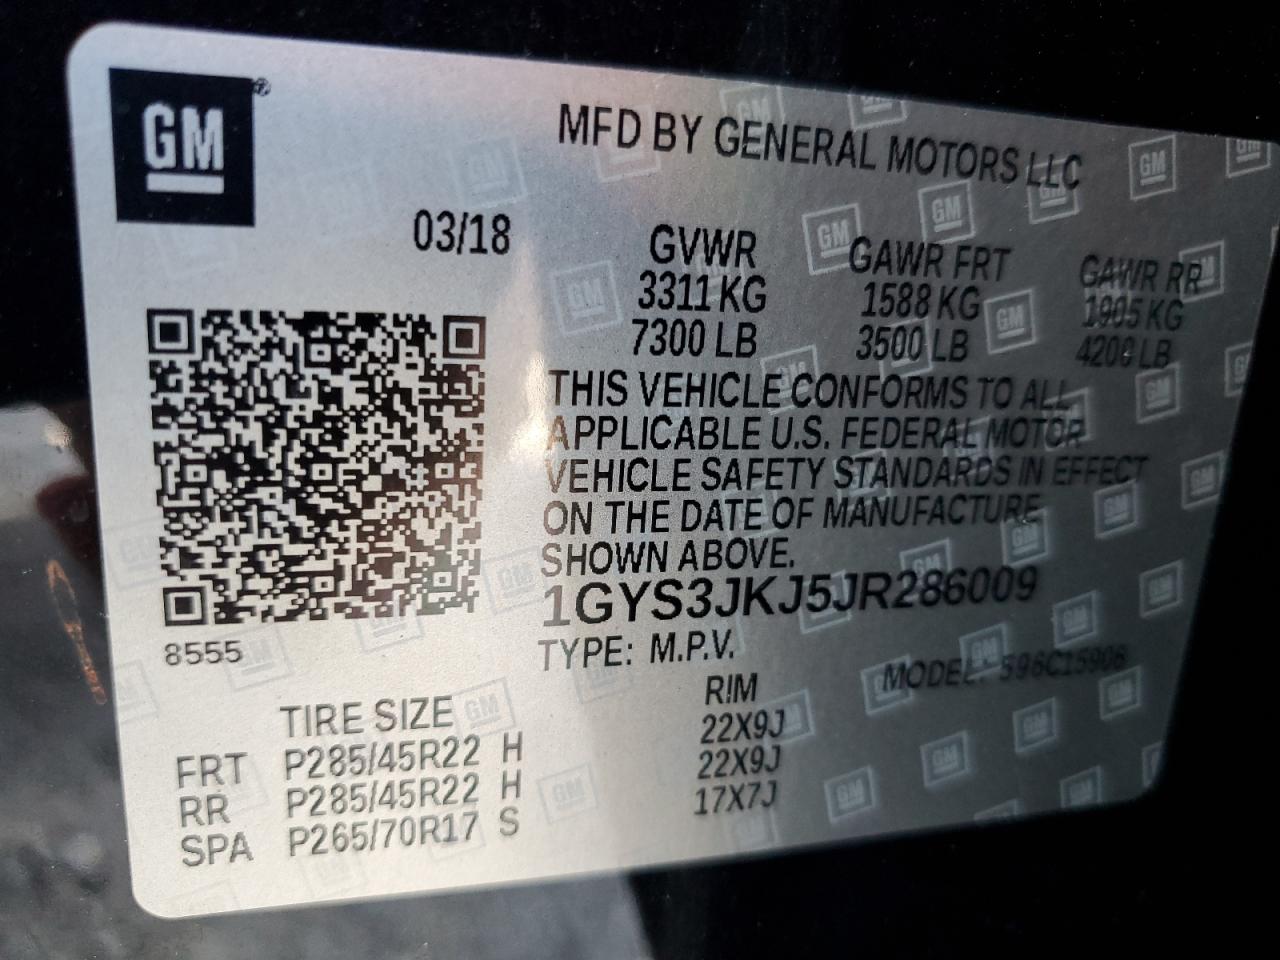 GM
MFD BY GENERAL MOTORS LLC
03/18
GVWR GAWR FRT GAWR RR
3311 KG 1588 KG 1905 KG
7300 LB 3500 LB 4200 LB
THIS VEHICLE CONFORMS TO ALL
APPLICABLE U.S. FEDERAL MOTOR
VEHICLE SAFETY STANDARDS IN EFFECT
ON THE DATE OF MANUFACTURE
SHOWN ABOVE.
1GYS3JKJ5JR286009
8555
TYPE: M.P.V. MODEL:
TIRE SIZE RIM
FRT P285/45R22 H 22X9J
RR P285/45R22 H 22X9J
SPA P265/70R17 S 17X7J